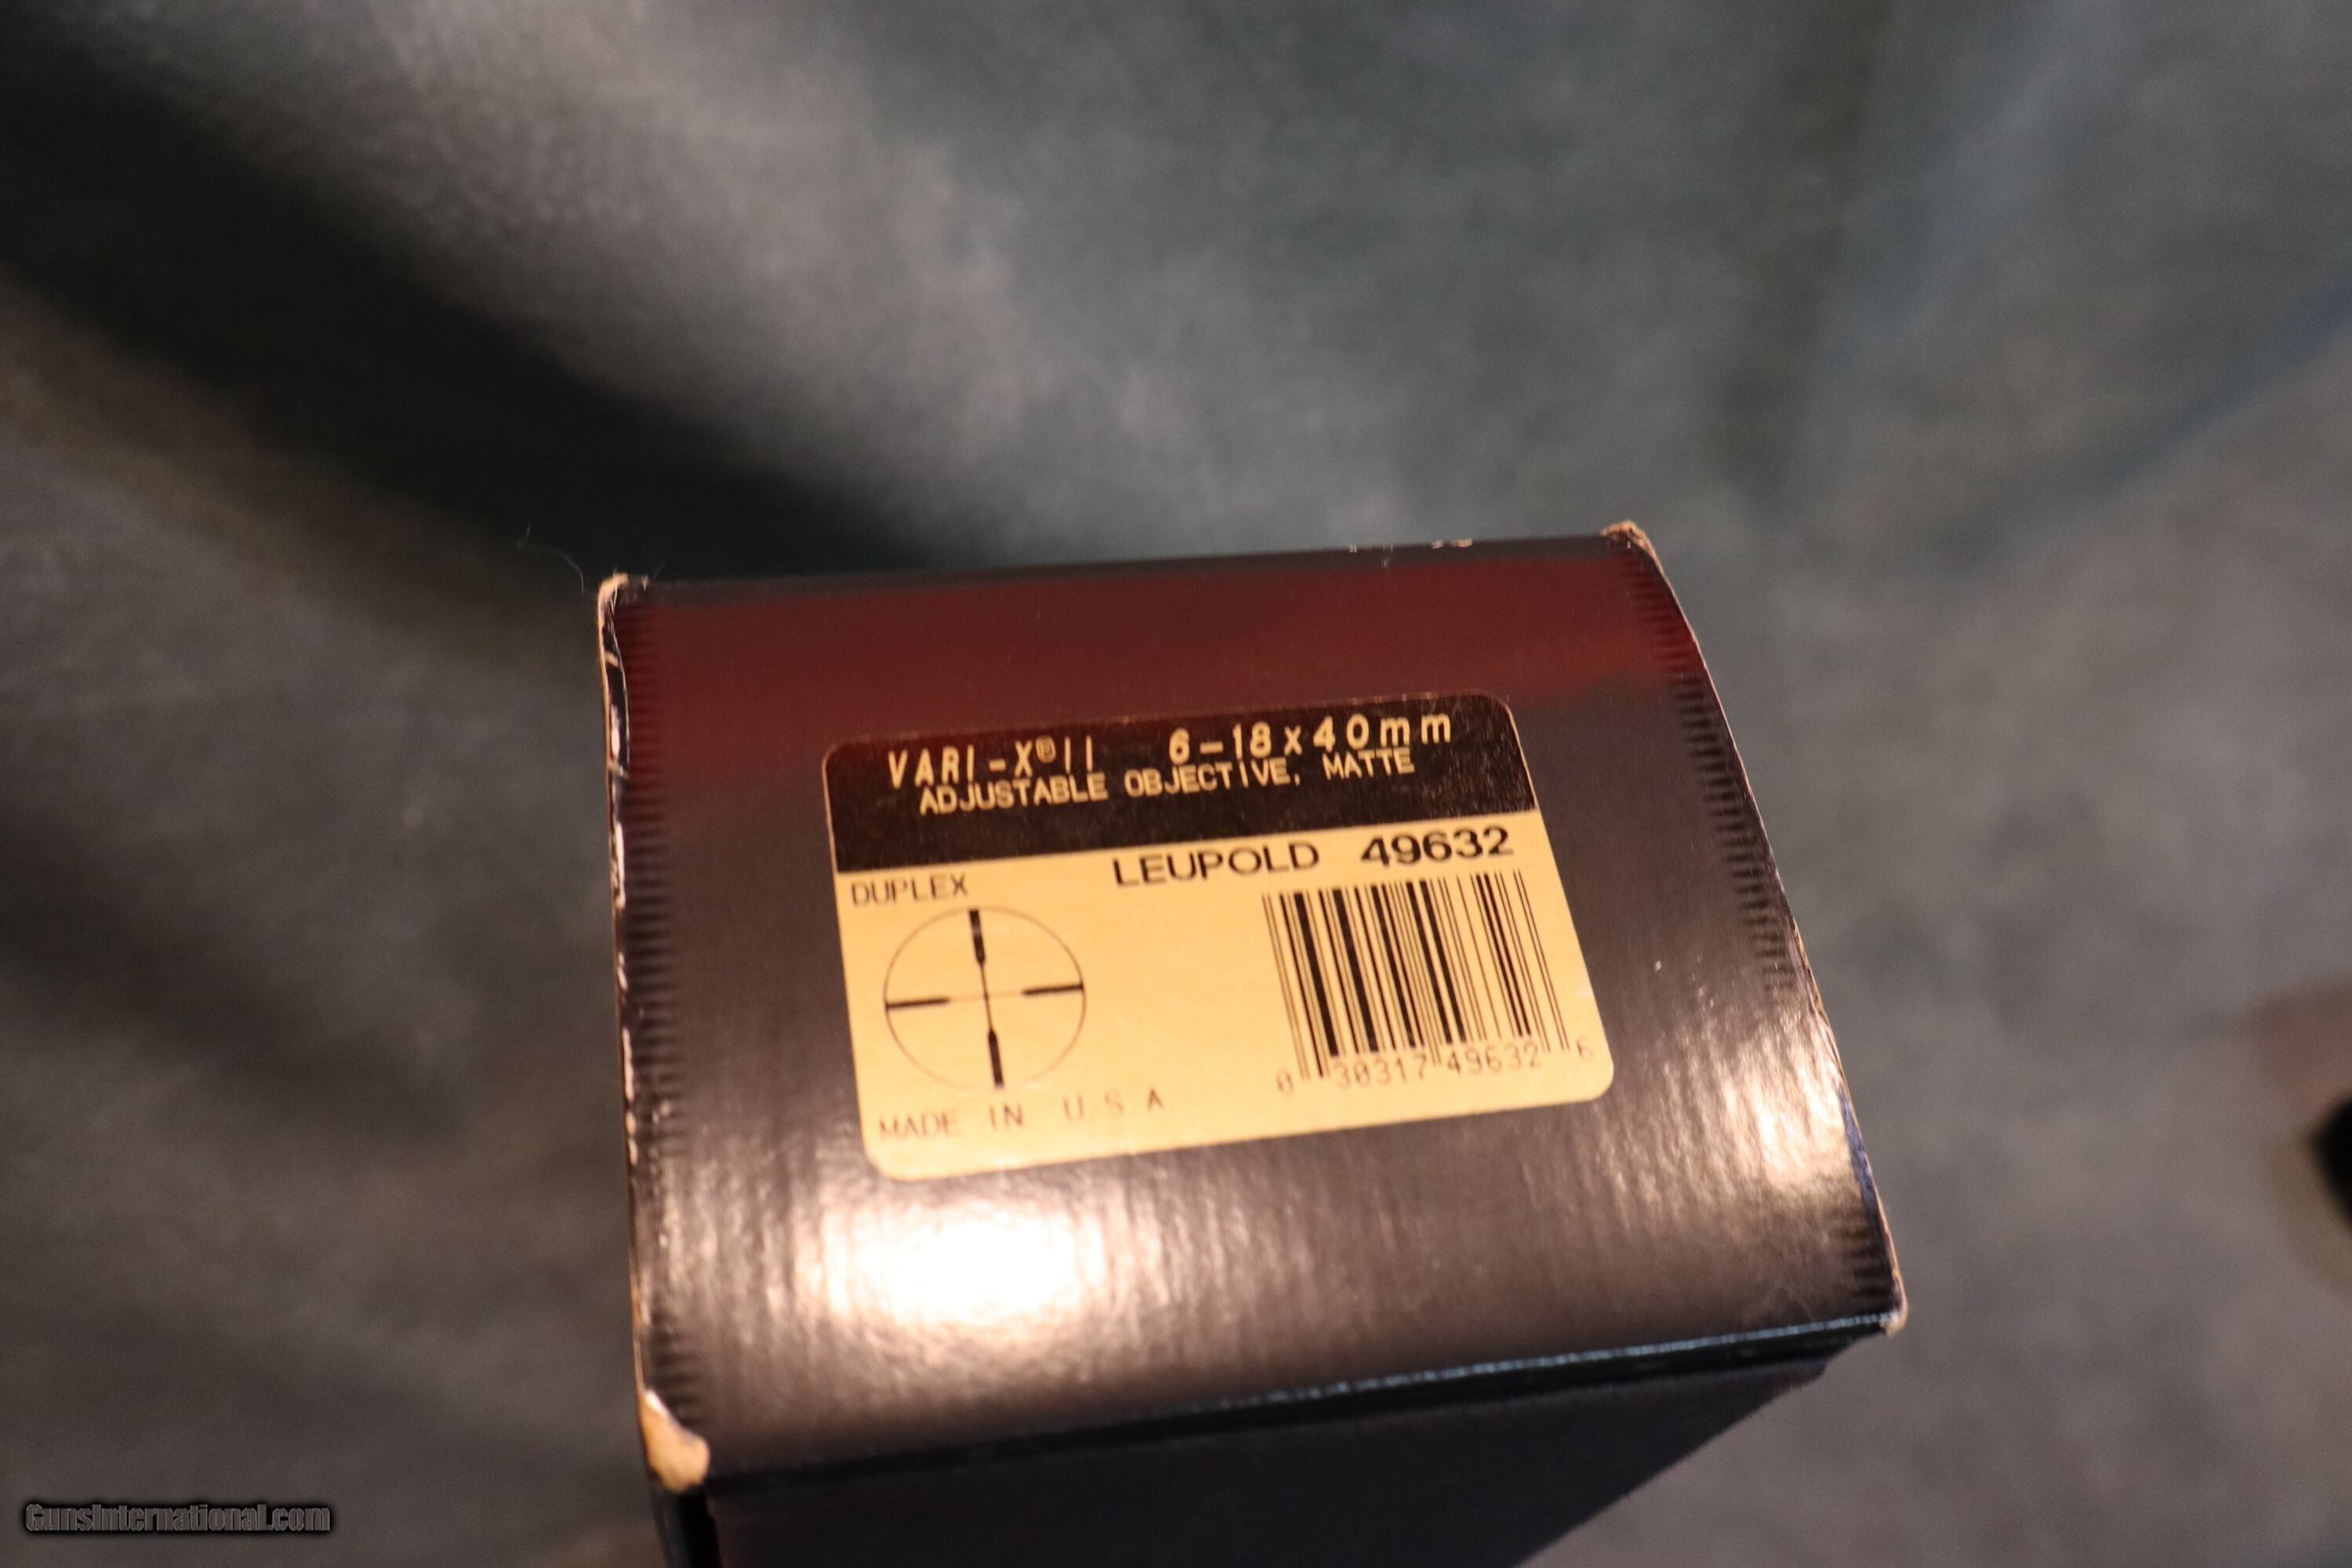 VARI-X®II 6-18x40mm
ADJUSTABLE OBJECTIVE, MATTE
LEUPOLD 49632
DUPLEX
0 30317 49632 6
MADE IN U.S.A
GunsInternational.com